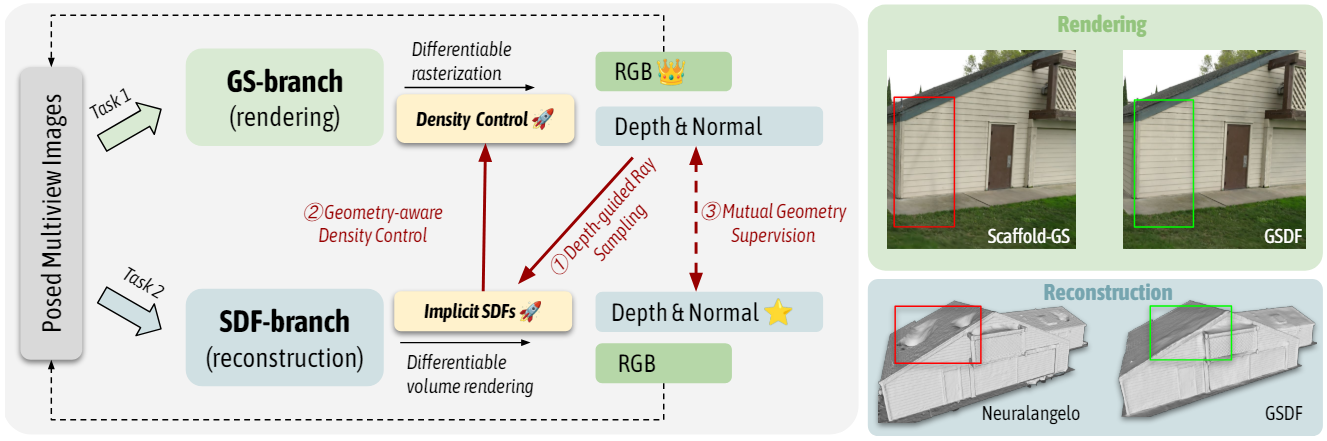 Posed Multiview Images
Task 1
GS-branch
(rendering)
Differentiable
rasterization
Density Control 🚀
RGB 👑
Depth & Normal
② Geometry-aware
Density Control
① Depth-guided Ray
Sampling
③ Mutual Geometry
Supervision
Task 2
SDF-branch
(reconstruction)
Implicit SDFs 🚀
Differentiable
volume rendering
Depth & Normal ⭐
RGB
Rendering
Scaffold-GS
GSDF
Reconstruction
Neuralangelo
GSDF